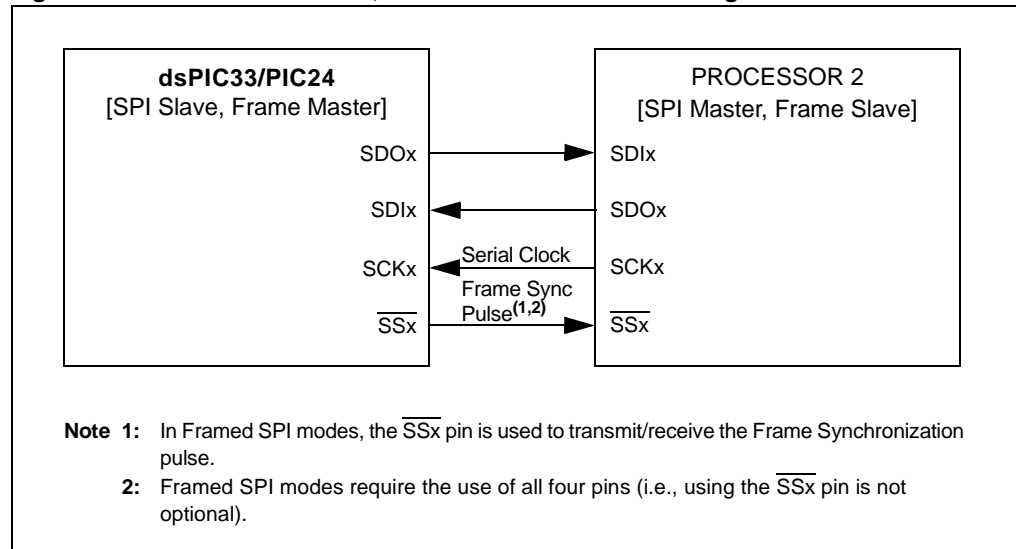 dsPIC33/PIC24
[SPI Slave, Frame Master]
PROCESSOR 2
[SPI Master, Frame Slave]
SDOx
SDIx
SDIx
SDOx
SCKx
Serial Clock
SCKx
Frame Sync
Pulse(1,2)
SSx
SSx
Note 1: In Framed SPI modes, the SSx pin is used to transmit/receive the Frame Synchronization
pulse.
2: Framed SPI modes require the use of all four pins (i.e., using the SSx pin is not
optional).